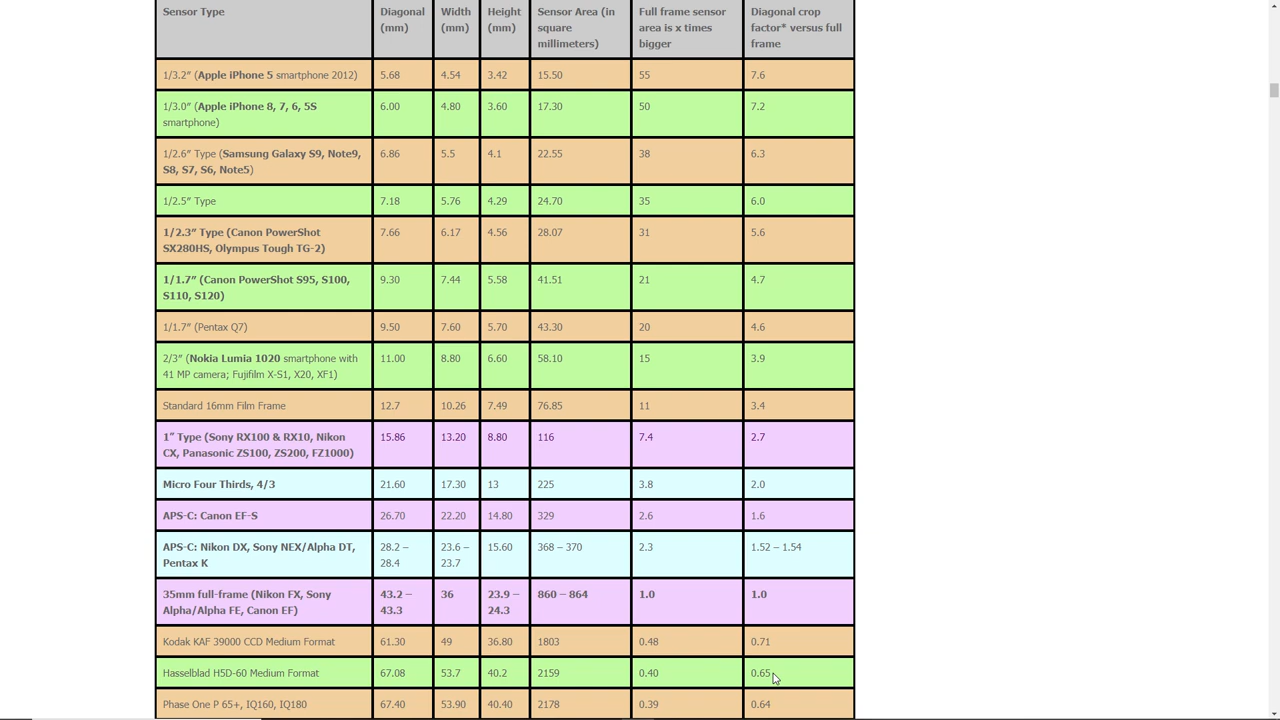 Sensor Type Diagonal (mm) Width (mm) Height (mm) Sensor Area (in square millimeters) Full frame sensor area is x times bigger Diagonal crop factor* versus full frame
1/3.2″ (Apple iPhone 5 smartphone 2012) 5.68 4.54 3.42 15.50 55 7.6
1/3.0″ (Apple iPhone 8, 7, 6, 5S smartphone) 6.00 4.80 3.60 17.30 50 7.2
1/2.6″ Type (Samsung Galaxy S9, Note9, S8, S7, S6, Note5) 6.86 5.5 4.1 22.55 38 6.3
1/2.5″ Type 7.18 5.76 4.29 24.70 35 6.0
1/2.3″ Type (Canon PowerShot SX280HS, Olympus Tough TG-2) 7.66 6.17 4.56 28.07 31 5.6
1/1.7″ (Canon PowerShot S95, S100, S110, S120) 9.30 7.44 5.58 41.51 21 4.7
1/1.7″ (Pentax Q7) 9.50 7.60 5.70 43.30 20 4.6
2/3″ (Nokia Lumia 1020 smartphone with 41 MP camera; Fujifilm X-S1, X20, XF1) 11.00 8.80 6.60 58.10 15 3.9
Standard 16mm Film Frame 12.7 10.26 7.49 76.85 11 3.4
1″ Type (Sony RX100 & RX10, Nikon CX, Panasonic ZS100, ZS200, FZ1000) 15.86 13.20 8.80 116 7.4 2.7
Micro Four Thirds, 4/3 21.60 17.30 13 225 3.8 2.0
APS-C: Canon EF-S 26.70 22.20 14.80 329 2.6 1.6
APS-C: Nikon DX, Sony NEX/Alpha DT, Pentax K 28.2 – 28.4 23.6 – 23.7 15.60 368 – 370 2.3 1.52 – 1.54
35mm full-frame (Nikon FX, Sony Alpha/Alpha FE, Canon EF) 43.2 – 43.3 36 23.9 – 24.3 860 – 864 1.0 1.0
Kodak KAF 39000 CCD Medium Format 61.30 49 36.80 1803 0.48 0.71
Hasselblad H5D-60 Medium Format 67.08 53.7 40.2 2159 0.40 0.65
Phase One P 65+, IQ160, IQ180 67.40 53.90 40.40 2178 0.39 0.64